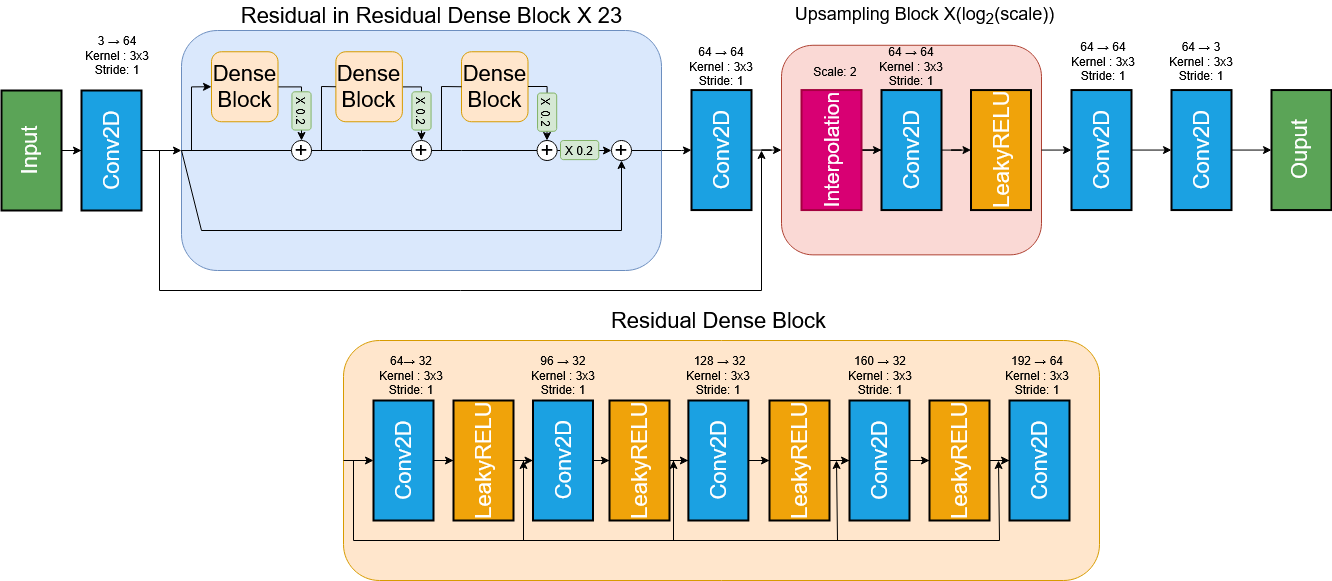 Residual in Residual Dense Block X 23
Upsampling Block X(log2(scale))
3 → 64
Kernel : 3x3
Stride: 1
64 → 64
Kernel : 3x3
Stride: 1
Scale: 2
64 → 64
Kernel : 3x3
Stride: 1
64 → 64
Kernel : 3x3
Stride: 1
64 → 3
Kernel : 3x3
Stride: 1
Input
Conv2D
Dense
Block
X 0.2
+
Dense
Block
X 0.2
+
Dense
Block
X 0.2
+
X 0.2
+
Conv2D
Interpolation
Conv2D
LeakyRELU
Conv2D
Conv2D
Ouput
Residual Dense Block
64→ 32
Kernel : 3x3
Stride: 1
96 → 32
Kernel : 3x3
Stride: 1
128 → 32
Kernel : 3x3
Stride: 1
160 → 32
Kernel : 3x3
Stride: 1
192 → 64
Kernel : 3x3
Stride: 1
Conv2D
LeakyRELU
Conv2D
LeakyRELU
Conv2D
LeakyRELU
Conv2D
LeakyRELU
Conv2D